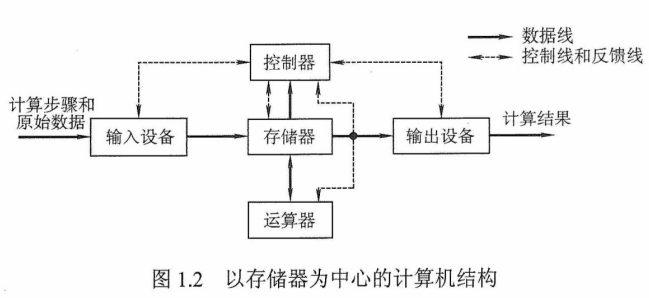 数据线
控制线和反馈线
控制器
计算步骤和
原始数据
输入设备
存储器
输出设备
计算结果
运算器
图 1.2 以存储器为中心的计算机结构